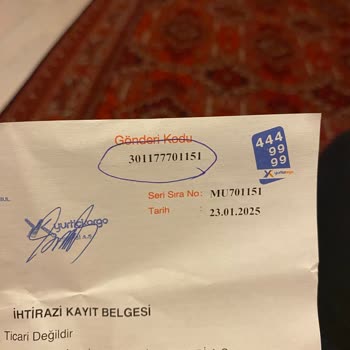 Gönderi Kodu
301177701151
444
99
99
Seri Sıra No: MU701151
Tarih : 23.01.2025
yurtiçikargo
İHTİRAZİ KAYIT BELGESİ
Ticari Değildir